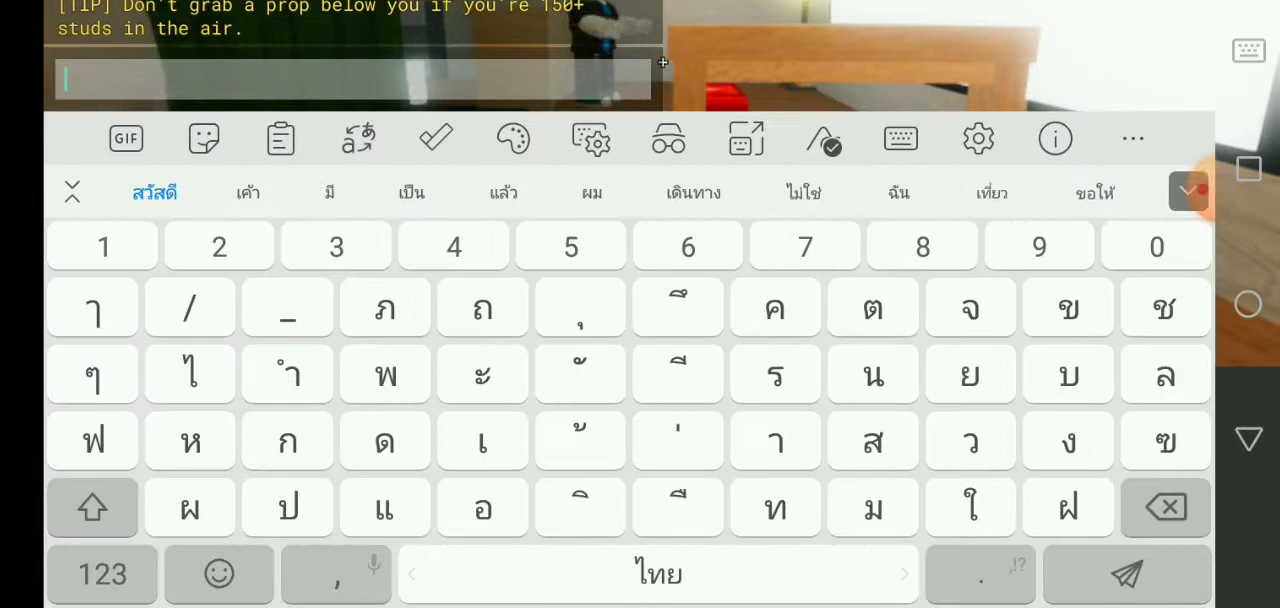 [TIP] Don't grab a prop below you if you're 150+
studs in the air.
GIF
สวัสดี เค้า มี เป็น แล้ว ผม เดินทาง ไม่ใช่ ฉัน เที่ยว ขอให้
1 2 3 4 5 6 7 8 9 0
ๅ / _ ภ ถ ุ ึ ค ต จ ข ช
ๆ ไ ำ พ ะ ั ี ร น ย บ ล
ฟ ห ก ด เ ้ ่ า ส ว ง ฃ
ผ ป แ อ ิ ื ท ม ใ ฝ
123 , ไทย . ,!?